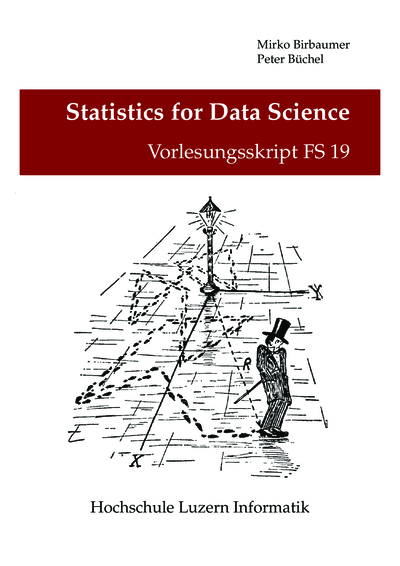 Mirko Birbaumer
Peter Büchel
Statistics for Data Science
Vorlesungsskript FS 19
Y
R
X
Hochschule Luzern Informatik